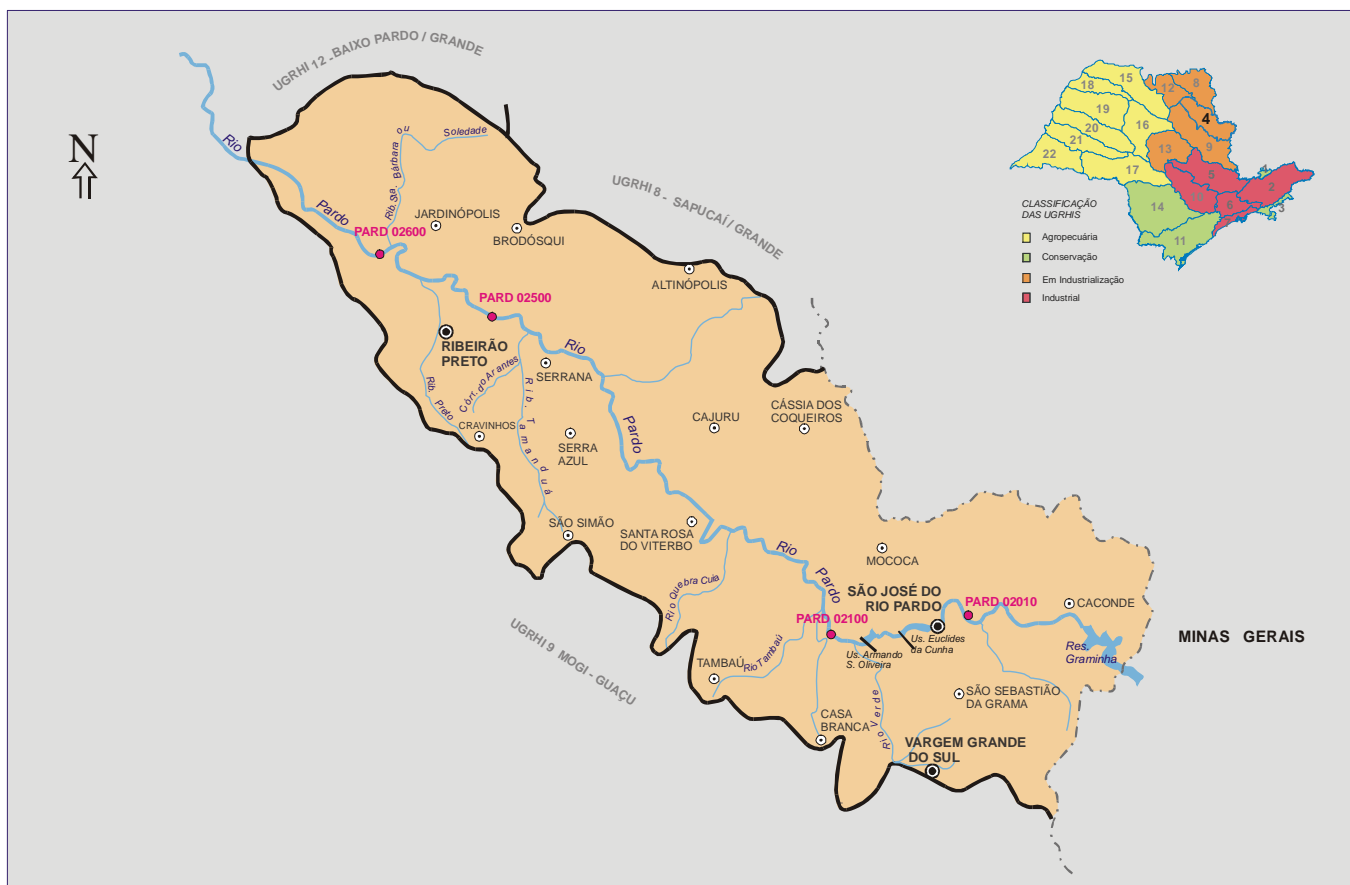 UGRHI 12 - BAIXO PARDO / GRANDE
N
Rio
Pardo
Rib. Sta Bárbara ou
Soledade
JARDINÓPOLIS
BRODÓSQUI
PARD 02600
UGRHI 8 - SAPUCAÍ / GRANDE
ALTINÓPOLIS
PARD 02500
RIBEIRÃO
PRETO
Rio
SERRANA
Rib. Preto
Córr. do Arantes
Rib. Tamanduá
CRAVINHOS
SERRA
AZUL
Pardo
CAJURU
CÁSSIA DOS
COQUEIROS
SÃO SIMÃO
SANTA ROSA
DO VITERBO
Rio
Pardo
MOCOCA
Rio Quebra Cuia
SÃO JOSÉ DO
RIO PARDO
PARD 02010
CACONDE
PARD 02100
Us. Euclides
da Cunha
Us. Armando
S. Oliveira
Res.
Graminha
MINAS GERAIS
UGRHI 9 MOGI - GUAÇU
TAMBAÚ
Rio Tambaú
SÃO SEBASTIÃO
DA GRAMA
CASA
BRANCA
Rio Verde
VARGEM GRANDE
DO SUL
15
18
12
8
19
4
16
20
21
13
9
22
17
5
2
14
6
3
11
CLASSIFICAÇÃO
DAS UGRHIS
Agropecuária
Conservação
Em Industrialização
Industrial